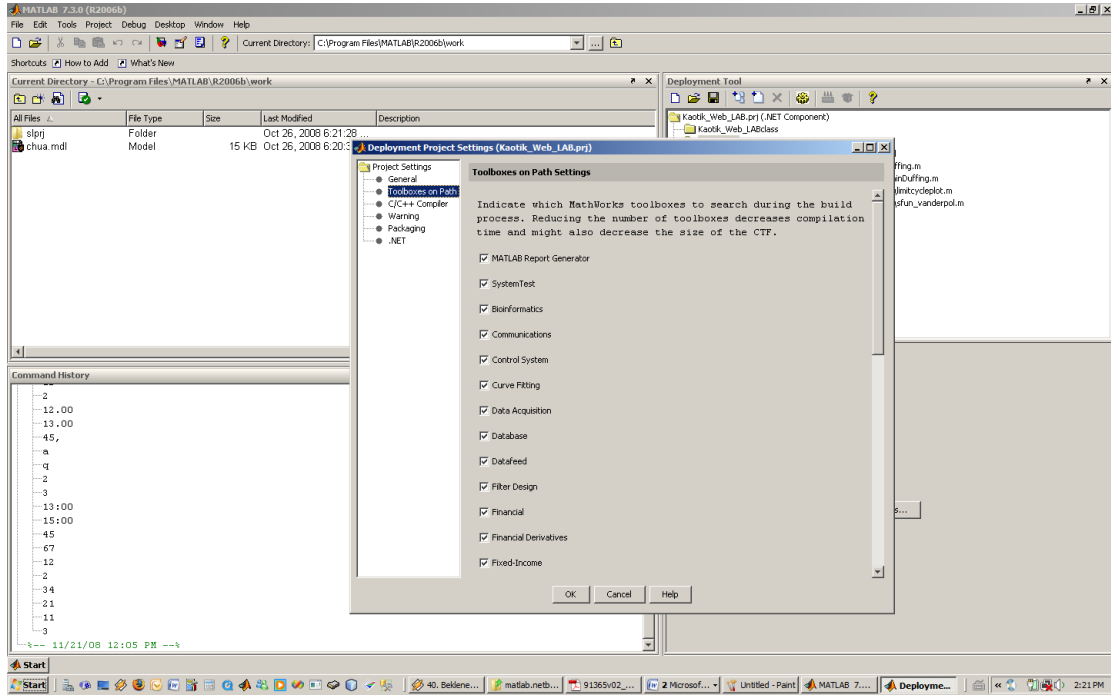 MATLAB 7.3.0 (R2006b)
File Edit Tools Project Debug Desktop Window Help
Current Directory: C:\Program Files\MATLAB\R2006b\work
Shortcuts How to Add What's New
Current Directory - C:\Program Files\MATLAB\R2006b\work
All Files File Type Size Last Modified Description
slprj Folder Oct 26, 2008 6:21:28 ...
chua.mdl Model 15 KB Oct 26, 2008 6:20:3
Deployment Tool
Kaotik_Web_LAB.prj (.NET Component)
Kaotik_Web_LABclass
ffing.m
inDuffing.m
limitcycleplot.m
sfun_vanderpol.m
s...
Deployment Project Settings (Kaotik_Web_LAB.prj)
Project Settings
General
Toolboxes on Path
C/C++ Compiler
Warning
Packaging
.NET
Toolboxes on Path Settings
Indicate which MathWorks toolboxes to search during the build
process. Reducing the number of toolboxes decreases compilation
time and might also decrease the size of the CTF.
MATLAB Report Generator
SystemTest
Bioinformatics
Communications
Control System
Curve Fitting
Data Acquisition
Database
Datafeed
Filter Design
Financial
Financial Derivatives
Fixed-Income
OK Cancel Help
Command History
2
12.00
13.00
45,
a
q
2
3
13:00
15:00
45
67
12
2
34
21
11
3
%-- 11/21/08 12:05 PM --%
Start
Start 40. Beklene... matlab.netb... 91365v02_... 2 Microsof... Untitled - Paint MATLAB 7.... Deployme... 2:21PM